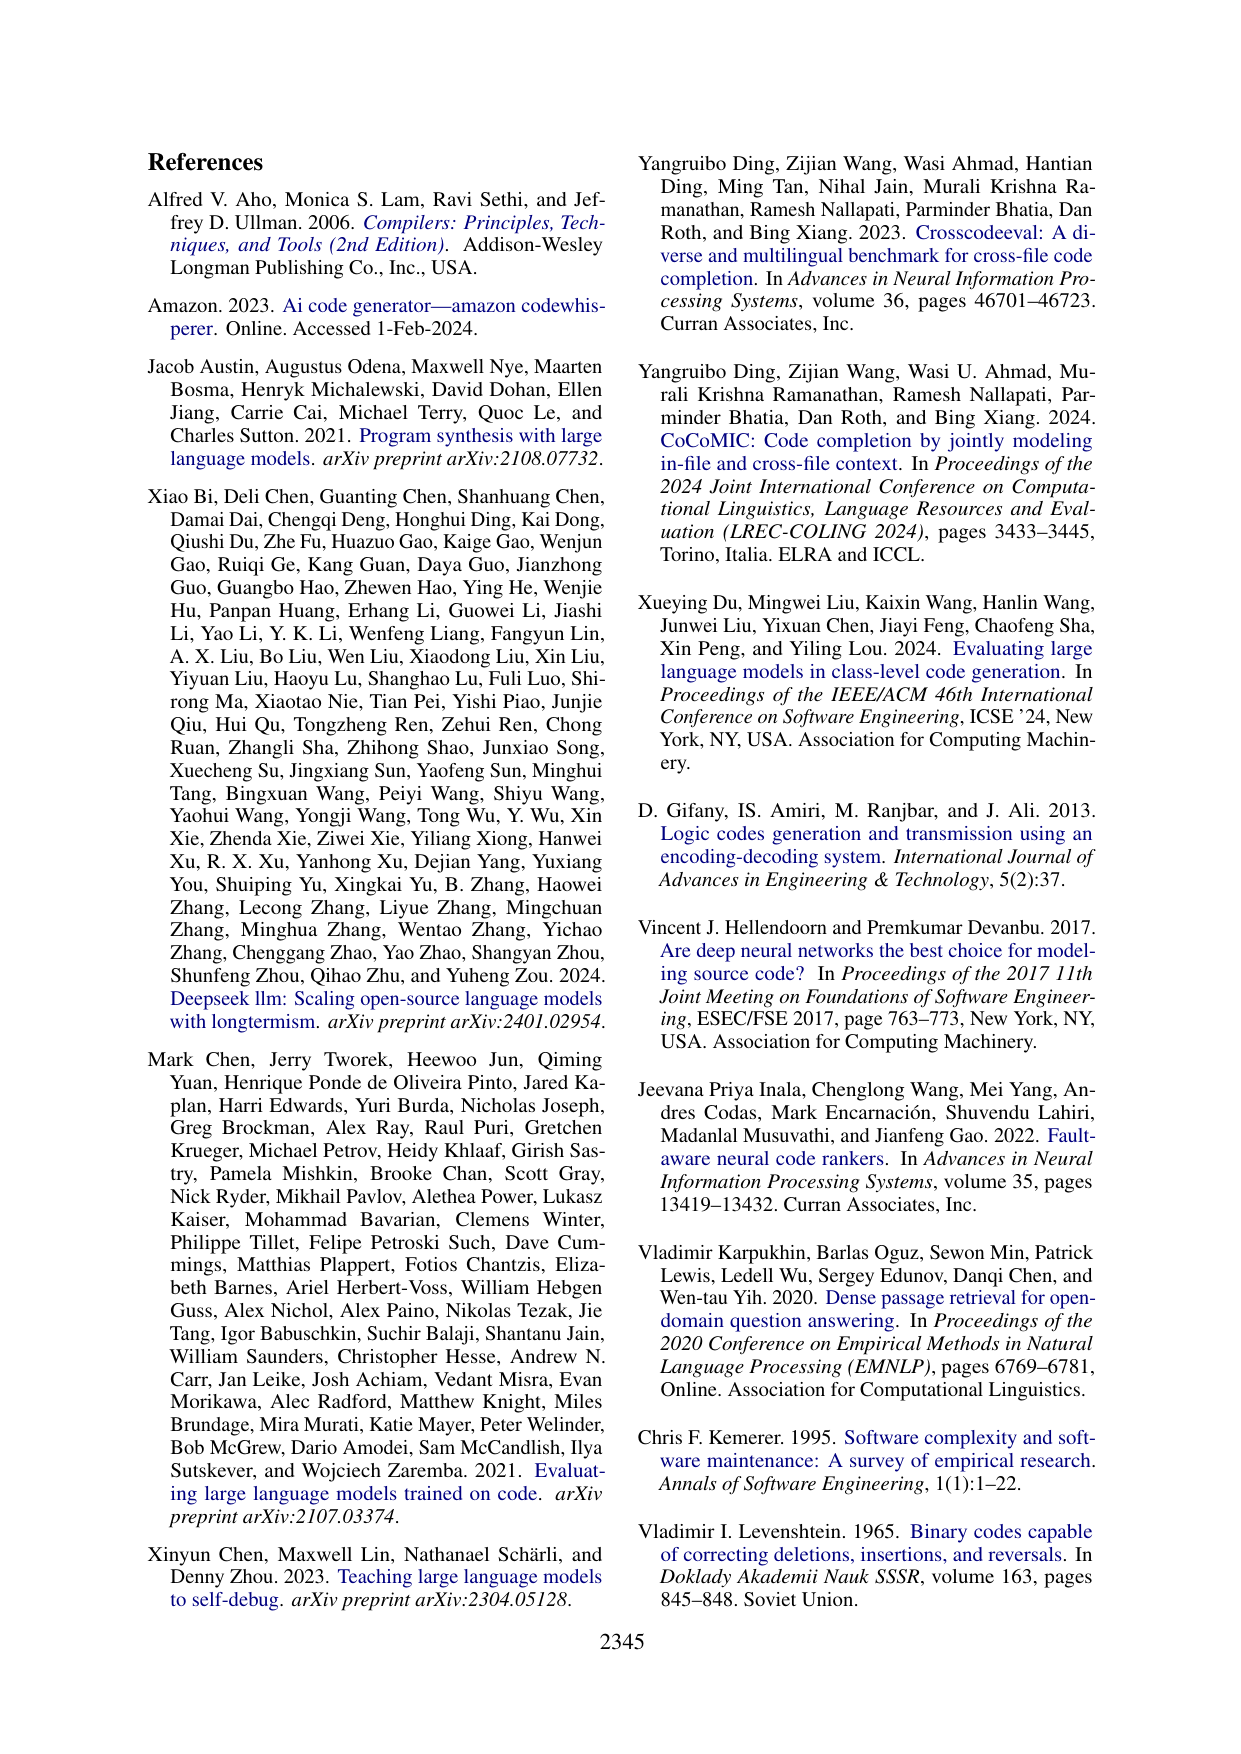 References
Alfred V. Aho, Monica S. Lam, Ravi Sethi, and Jef-
frey D. Ullman. 2006. Compilers: Principles, Tech-
niques, and Tools (2nd Edition). Addison-Wesley
Longman Publishing Co., Inc., USA.
Amazon. 2023. Ai code generator—amazon codewhis-
perer. Online. Accessed 1-Feb-2024.
Jacob Austin, Augustus Odena, Maxwell Nye, Maarten
Bosma, Henryk Michalewski, David Dohan, Ellen
Jiang, Carrie Cai, Michael Terry, Quoc Le, and
Charles Sutton. 2021. Program synthesis with large
language models. arXiv preprint arXiv:2108.07732.
Xiao Bi, Deli Chen, Guanting Chen, Shanhuang Chen,
Damai Dai, Chengqi Deng, Honghui Ding, Kai Dong,
Qiushi Du, Zhe Fu, Huazuo Gao, Kaige Gao, Wenjun
Gao, Ruiqi Ge, Kang Guan, Daya Guo, Jianzhong
Guo, Guangbo Hao, Zhewen Hao, Ying He, Wenjie
Hu, Panpan Huang, Erhang Li, Guowei Li, Jiashi
Li, Yao Li, Y. K. Li, Wenfeng Liang, Fangyun Lin,
A. X. Liu, Bo Liu, Wen Liu, Xiaodong Liu, Xin Liu,
Yiyuan Liu, Haoyu Lu, Shanghao Lu, Fuli Luo, Shi-
rong Ma, Xiaotao Nie, Tian Pei, Yishi Piao, Junjie
Qiu, Hui Qu, Tongzheng Ren, Zehui Ren, Chong
Ruan, Zhangli Sha, Zhihong Shao, Junxiao Song,
Xuecheng Su, Jingxiang Sun, Yaofeng Sun, Minghui
Tang, Bingxuan Wang, Peiyi Wang, Shiyu Wang,
Yaohui Wang, Yongji Wang, Tong Wu, Y. Wu, Xin
Xie, Zhenda Xie, Ziwei Xie, Yiliang Xiong, Hanwei
Xu, R. X. Xu, Yanhong Xu, Dejian Yang, Yuxiang
You, Shuiping Yu, Xingkai Yu, B. Zhang, Haowei
Zhang, Lecong Zhang, Liyue Zhang, Mingchuan
Zhang, Minghua Zhang, Wentao Zhang, Yichao
Zhang, Chenggang Zhao, Yao Zhao, Shangyan Zhou,
Shunfeng Zhou, Qihao Zhu, and Yuheng Zou. 2024.
Deepseek llm: Scaling open-source language models
with longtermism. arXiv preprint arXiv:2401.02954.
Mark Chen, Jerry Tworek, Heewoo Jun, Qiming
Yuan, Henrique Ponde de Oliveira Pinto, Jared Ka-
plan, Harri Edwards, Yuri Burda, Nicholas Joseph,
Greg Brockman, Alex Ray, Raul Puri, Gretchen
Krueger, Michael Petrov, Heidy Khlaaf, Girish Sas-
try, Pamela Mishkin, Brooke Chan, Scott Gray,
Nick Ryder, Mikhail Pavlov, Alethea Power, Lukasz
Kaiser, Mohammad Bavarian, Clemens Winter,
Philippe Tillet, Felipe Petroski Such, Dave Cum-
mings, Matthias Plappert, Fotios Chantzis, Eliza-
beth Barnes, Ariel Herbert-Voss, William Hebgen
Guss, Alex Nichol, Alex Paino, Nikolas Tezak, Jie
Tang, Igor Babuschkin, Suchir Balaji, Shantanu Jain,
William Saunders, Christopher Hesse, Andrew N.
Carr, Jan Leike, Josh Achiam, Vedant Misra, Evan
Morikawa, Alec Radford, Matthew Knight, Miles
Brundage, Mira Murati, Katie Mayer, Peter Welinder,
Bob McGrew, Dario Amodei, Sam McCandlish, Ilya
Sutskever, and Wojciech Zaremba. 2021. Evaluat-
ing large language models trained on code. arXiv
preprint arXiv:2107.03374.
Xinyun Chen, Maxwell Lin, Nathanael Schärli, and
Denny Zhou. 2023. Teaching large language models
to self-debug. arXiv preprint arXiv:2304.05128.
Yangruibo Ding, Zijian Wang, Wasi Ahmad, Hantian
Ding, Ming Tan, Nihal Jain, Murali Krishna Ra-
manathan, Ramesh Nallapati, Parminder Bhatia, Dan
Roth, and Bing Xiang. 2023. Crosscodeeval: A di-
verse and multilingual benchmark for cross-file code
completion. In Advances in Neural Information Pro-
cessing Systems, volume 36, pages 46701–46723.
Curran Associates, Inc.
Yangruibo Ding, Zijian Wang, Wasi U. Ahmad, Mu-
rali Krishna Ramanathan, Ramesh Nallapati, Par-
minder Bhatia, Dan Roth, and Bing Xiang. 2024.
CoCoMIC: Code completion by jointly modeling
in-file and cross-file context. In Proceedings of the
2024 Joint International Conference on Computa-
tional Linguistics, Language Resources and Eval-
uation (LREC-COLING 2024), pages 3433–3445,
Torino, Italia. ELRA and ICCL.
Xueying Du, Mingwei Liu, Kaixin Wang, Hanlin Wang,
Junwei Liu, Yixuan Chen, Jiayi Feng, Chaofeng Sha,
Xin Peng, and Yiling Lou. 2024. Evaluating large
language models in class-level code generation. In
Proceedings of the IEEE/ACM 46th International
Conference on Software Engineering, ICSE ’24, New
York, NY, USA. Association for Computing Machin-
ery.
D. Gifany, IS. Amiri, M. Ranjbar, and J. Ali. 2013.
Logic codes generation and transmission using an
encoding-decoding system. International Journal of
Advances in Engineering & Technology, 5(2):37.
Vincent J. Hellendoorn and Premkumar Devanbu. 2017.
Are deep neural networks the best choice for model-
ing source code? In Proceedings of the 2017 11th
Joint Meeting on Foundations of Software Engineer-
ing, ESEC/FSE 2017, page 763–773, New York, NY,
USA. Association for Computing Machinery.
Jeevana Priya Inala, Chenglong Wang, Mei Yang, An-
dres Codas, Mark Encarnación, Shuvendu Lahiri,
Madanlal Musuvathi, and Jianfeng Gao. 2022. Fault-
aware neural code rankers. In Advances in Neural
Information Processing Systems, volume 35, pages
13419–13432. Curran Associates, Inc.
Vladimir Karpukhin, Barlas Oguz, Sewon Min, Patrick
Lewis, Ledell Wu, Sergey Edunov, Danqi Chen, and
Wen-tau Yih. 2020. Dense passage retrieval for open-
domain question answering. In Proceedings of the
2020 Conference on Empirical Methods in Natural
Language Processing (EMNLP), pages 6769–6781,
Online. Association for Computational Linguistics.
Chris F. Kemerer. 1995. Software complexity and soft-
ware maintenance: A survey of empirical research.
Annals of Software Engineering, 1(1):1–22.
Vladimir I. Levenshtein. 1965. Binary codes capable
of correcting deletions, insertions, and reversals. In
Doklady Akademii Nauk SSSR, volume 163, pages
845–848. Soviet Union.
2345